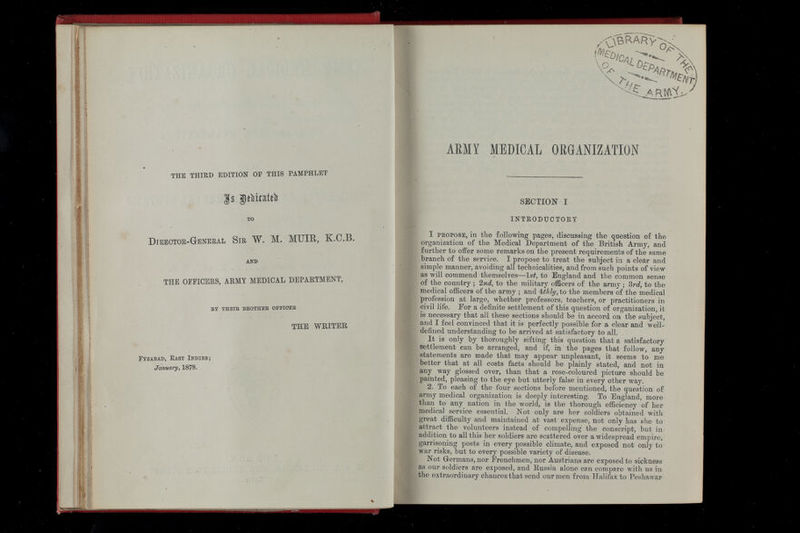 THE THIRD EDITION OF THIS PAMPHLET
Is Dedicated
TO
DIRECTOR-GENERAL SIR W. M. MUIR, K.C.B.
AND
THE OFFICERS, ARMY MEDICAL DEPARTMENT,
BY THEIR BROTHER OFFICER
THE WRITER
FYZABAD, EAST INDIES;
January, 1879.
LIBRARY OF THE
MEDICAL DEPARTMENT
OF THE ARMY.
ARMY MEDICAL ORGANIZATION
SECTION I
INTRODUCTORY
I PROPOSE, in the following pages, discussing the question of the
organization of the Medical Department of the British Army, and
further to offer some remarks on the present requirements of the same
branch of the service. I propose to treat the subject in a clear and
simple manner, avoiding all technicalities, and from such points of view
as will commend themselves—1st, to England and the common sense
of the country; 2nd, to the military officers of the army; 3rd, to the
medical officers of the army; and 4thly, to the members of the medical
profession at large, whether professors, teachers, or practitioners in
civil life. For a definite settlement of this question of organization, it
is necessary that all these sections should be in accord on the subject,
and I feel convinced that it is perfectly possible for a clear and well-
defined understanding to be arrived at satisfactory to all.
It is only by thoroughly sifting this question that a satisfactory
settlement can be arranged, and if, in the pages that follow, any
statements are made that may appear unpleasant, it seems to me
better that at all costs facts should be plainly stated, and not in
any way glossed over, than that a rose-coloured picture should be
painted, pleasing to the eye but utterly false in every other way.
2. To each of the four sections before mentioned, the question of
army medical organization is deeply interesting. To England, more
than to any nation in the world, is the thorough efficiency of her
medical service essential. Not only are her soldiers obtained with
great difficulty and maintained at vast expense, not only has she to
attract the volunteers instead of compelling the conscript, but in
addition to all this her soldiers are scattered over a widespread empire,
garrisoning posts in every possible climate, and exposed not only to
war risks, but to every possible variety of disease.
Not Germans, nor Frenchmen, nor Austrians are exposed to sickness
as our soldiers are exposed, and Russia alone can compare with us in
the extraordinary chances that send our men from Halifax to Peshawar